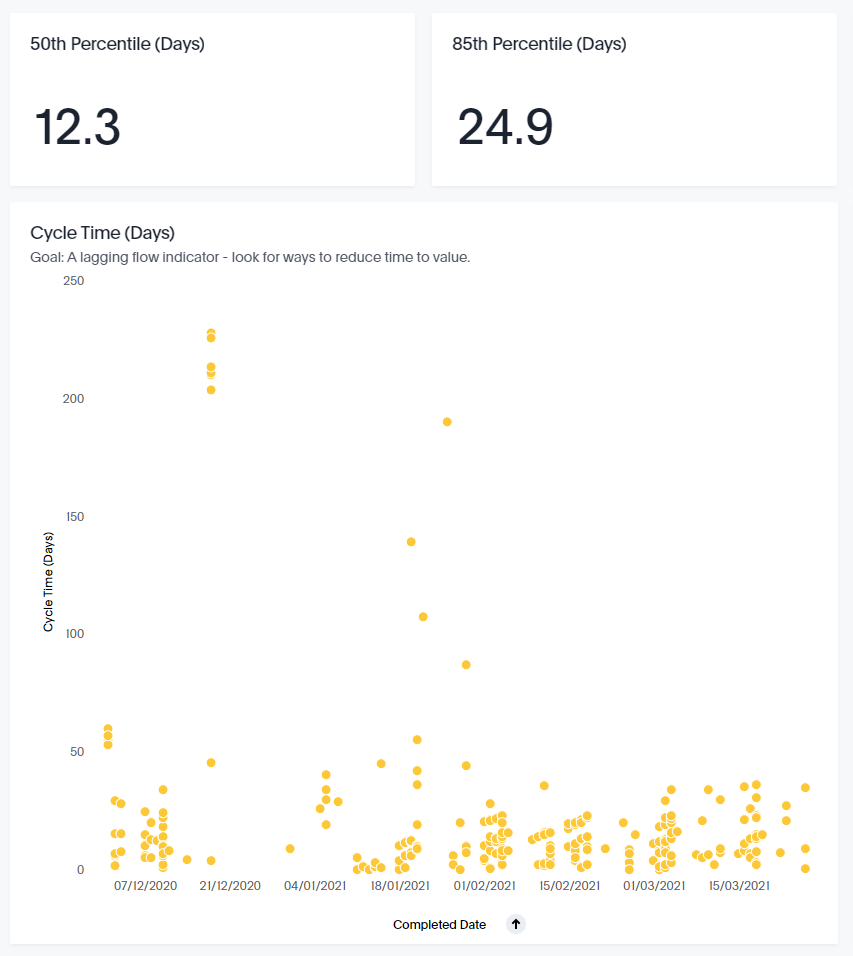 50th Percentile (Days)
85th Percentile (Days)
12.3
24.9
Cycle Time (Days)
Goal: A lagging flow indicator - look for ways to reduce time to value.
250
200
150
100
50
0
Cycle Time (Days)
07/12/2020
21/12/2020
04/01/2021
18/01/2021
01/02/2021
15/02/2021
01/03/2021
15/03/2021
Completed Date